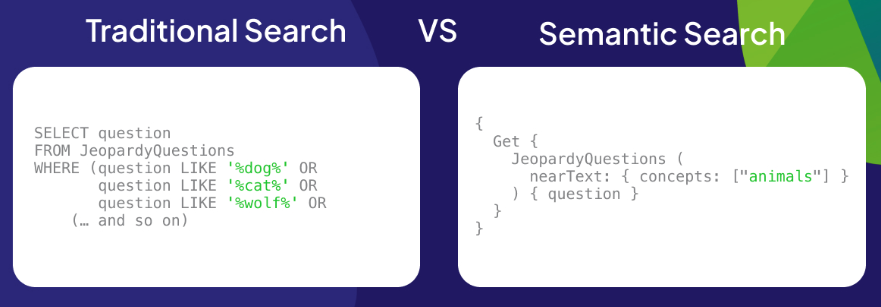 Traditional Search VS Semantic Search
SELECT question
FROM JeopardyQuestions
WHERE (question LIKE '%dog%' OR
question LIKE '%cat%' OR
question LIKE '%wolf%' OR
(… and so on)
{
Get {
JeopardyQuestions (
nearText: { concepts: ["animals"] }
) { question }
}
}